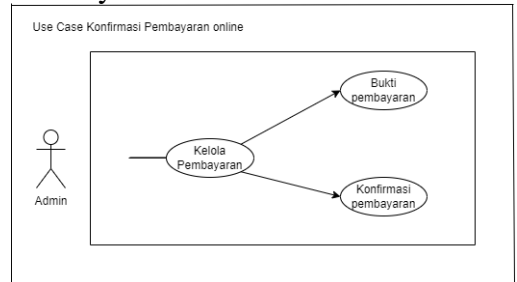 Use Case Konfirmasi Pembayaran online
Bukti
pembayaran
Kelola
Pembayaran
Konfirmasi
pembayaran
Admin